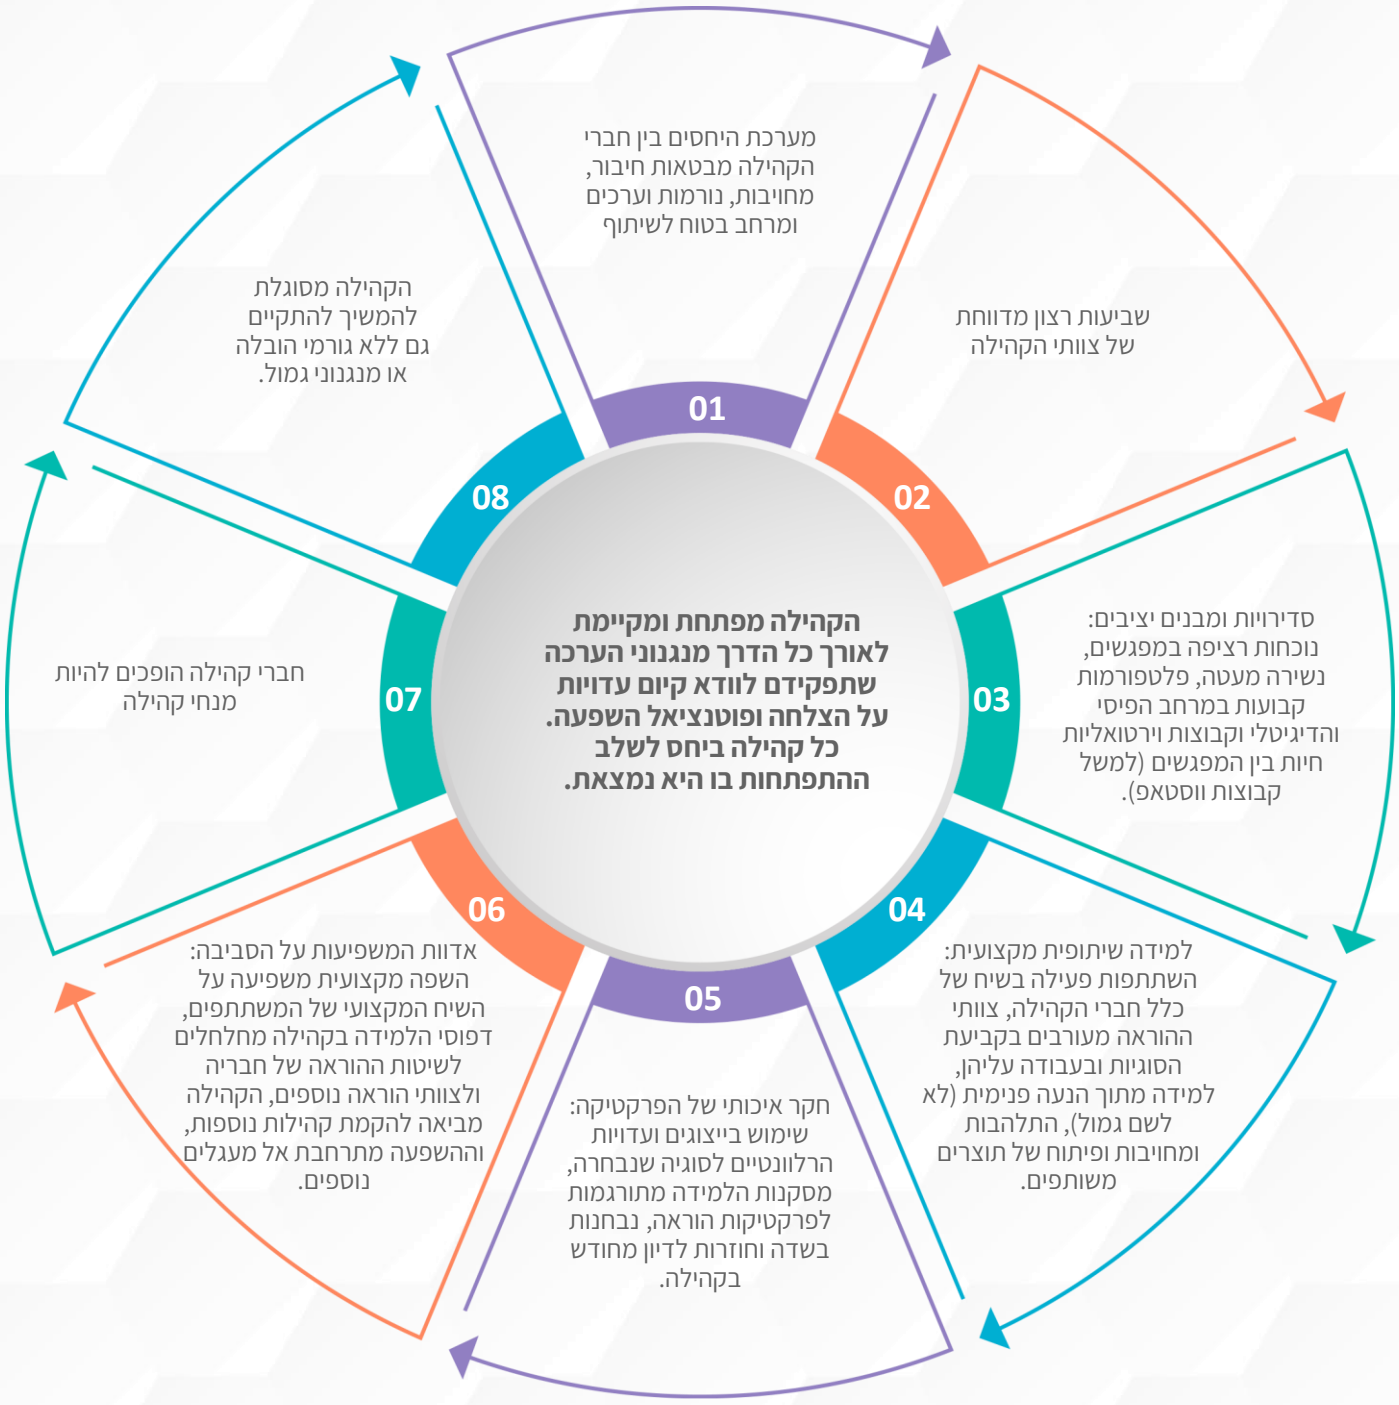 01
מערכת היחסים בין חברי
הקהילה מבטאות חיבור,
מחויבות, נורמות וערכים
ומרחב בטוח לשיתוף
02
שביעות רצון מדווחת
של צוותי הקהילה
03
סדירויות ומבנים יציבים:
נוכחות רציפה במפגשים,
נשירה מעטה, פלטפורמות
קבועות במרחב הפיסי
והדיגיטלי וקבוצות וירטואליות
חיות בין המפגשים (למשל
קבוצות ווסטאפ).
04
למידה שיתופית מקצועית:
השתתפות פעילה בשיח של
כלל חברי הקהילה, צוותי
ההוראה מעורבים בקביעת
הסוגיות ובעבודה עליהן,
למידה מתוך הנעה פנימית (לא
לשם גמול), התלהבות
ומחויבות ופיתוח של תוצרים
משותפים.
05
חקר איכותי של הפרקטיקה:
שימוש בייצוגים ועדויות
הרלוונטיים לסוגיה שנבחרה,
מסקנות הלמידה מתורגמות
לפרקטיקות הוראה, נבחנות
בשדה וחוזרות לדיון מחודש
בקהילה.
06
אדוות המשפיעות על הסביבה:
השפה מקצועית משפיעה על
השיח המקצועי של המשתתפים,
דפוסי הלמידה בקהילה מחלחלים
לשיטות ההוראה של חבריה
ולצוותי הוראה נוספים, הקהילה
מביאה להקמת קהילות נוספות,
וההשפעה מתרחבת אל מעגלים
נוספים.
07
חברי קהילה הופכים להיות
מנחי קהילה
08
הקהילה מסוגלת
להמשיך להתקיים
גם ללא גורמי הובלה
או מנגנוני גמול.
הקהילה מפתחת ומקיימת
לאורך כל הדרך מנגנוני הערכה
שתפקידם לוודא קיום עדויות
על הצלחה ופוטנציאל השפעה.
כל קהילה ביחס לשלב
ההתפתחות בו היא נמצאת.